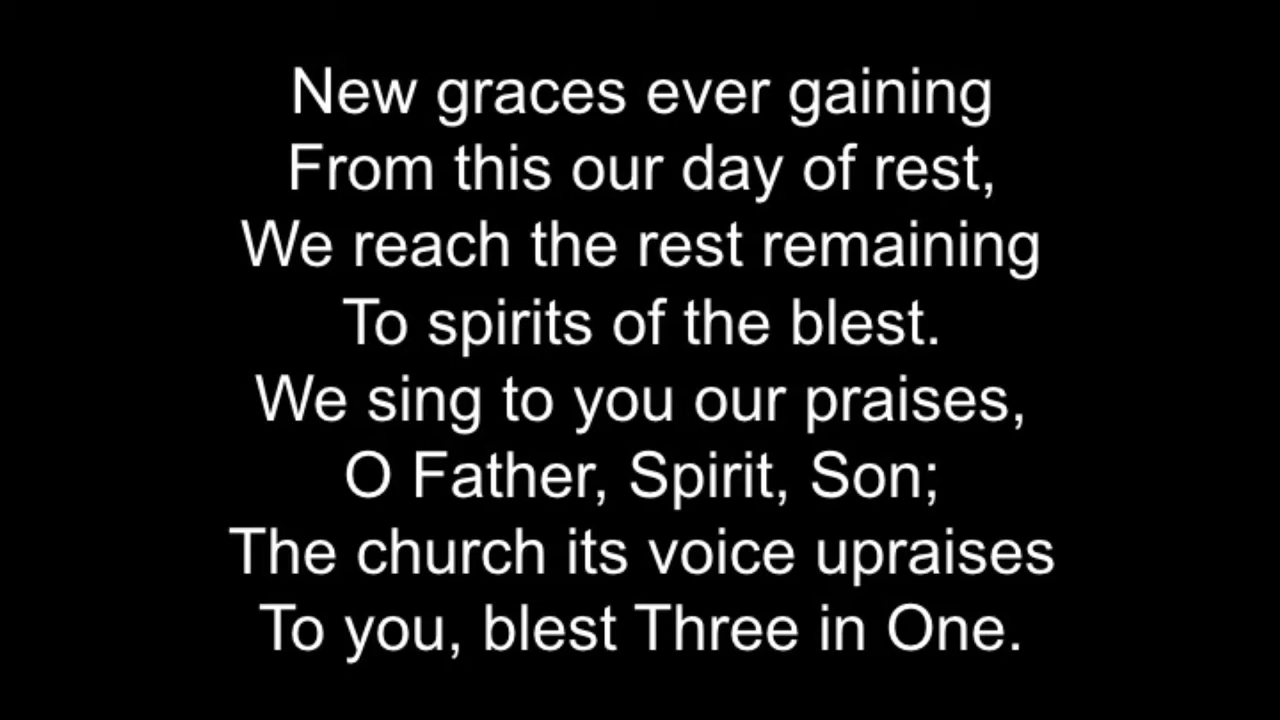 New graces ever gaining
From this our day of rest,
We reach the rest remaining
To spirits of the blest.
We sing to you our praises,
O Father, Spirit, Son;
The church its voice upraises
To you, blest Three in One.